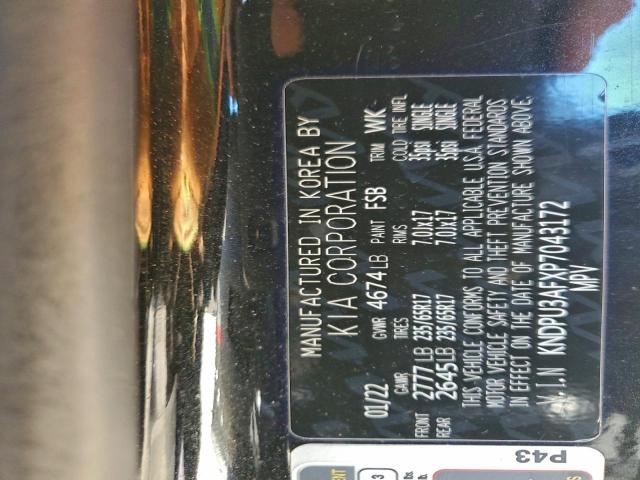 MANUFACTURED IN KOREA BY
KIA CORPORATION
01/22 GVWR 4674LB PAINT FSB TRIM WK
GAWR TIRES RMS COLD TIRE INFL
FRONT 2777LB 235/65R17 7.0Jx17 35psi SINGLE
REAR 2645LB 235/65R17 7.0Jx17 35psi SINGLE
THIS VEHICLE CONFORMS TO ALL APPLICABLE U.S.A. FEDERAL
MOTOR VEHICLE SAFETY AND THEFT PREVENTION STANDARDS
IN EFFECT ON THE DATE OF MANUFACTURE SHOWN ABOVE.
V.I.N KNDPU3AFXP7043172
MPV
P43